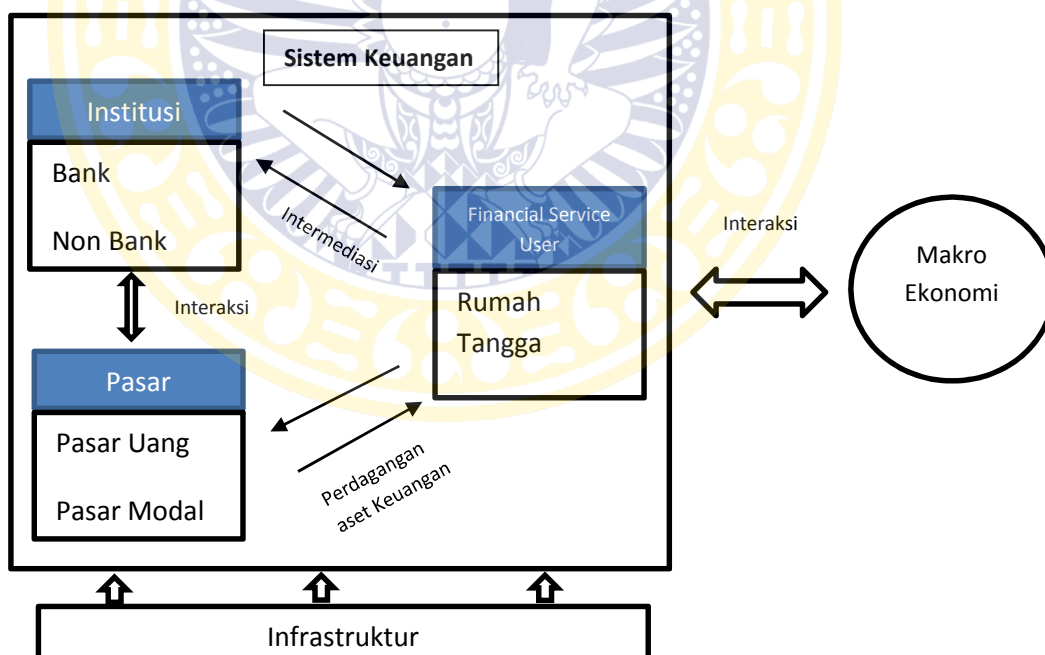 Sistem Keuangan
Institusi
Bank
Non Bank
Intermediasi
Financial Service
User
Rumah
Tangga
Interaksi
Makro
Ekonomi
Interaksi
Pasar
Pasar Uang
Pasar Modal
Perdagangan
aset Keuangan
Infrastruktur